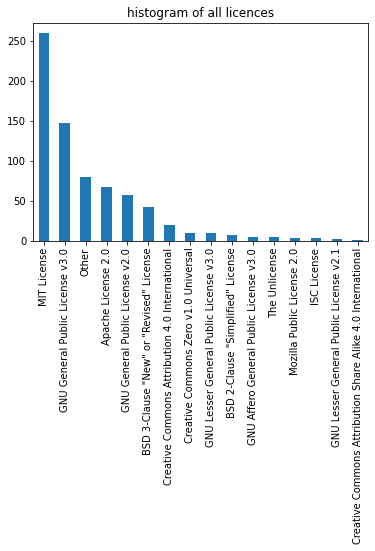 histogram of all licences
250
200
150
100
50
0
MIT License
GNU General Public License v3.0
Other
Apache License 2.0
GNU General Public License v2.0
BSD 3-Clause "New" or "Revised" License
Creative Commons Attribution 4.0 International
Creative Commons Zero v1.0 Universal
GNU Lesser General Public License v3.0
BSD 2-Clause "Simplified" License
GNU Affero General Public License v3.0
The Unlicense
Mozilla Public License 2.0
ISC License
GNU Lesser General Public License v2.1
Creative Commons Attribution Share Alike 4.0 International